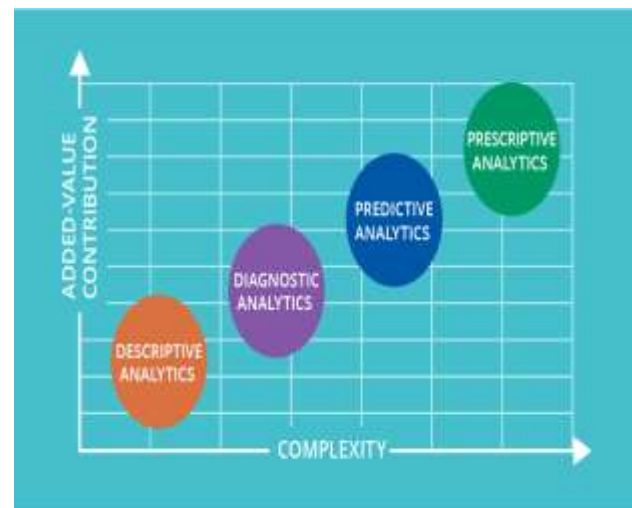 ADDED-VALUE
CONTRIBUTION
PRESCRIPTIVE
ANALYTICS
PREDICTIVE
ANALYTICS
DIAGNOSTIC
ANALYTICS
DESCRIPTIVE
ANALYTICS
COMPLEXITY